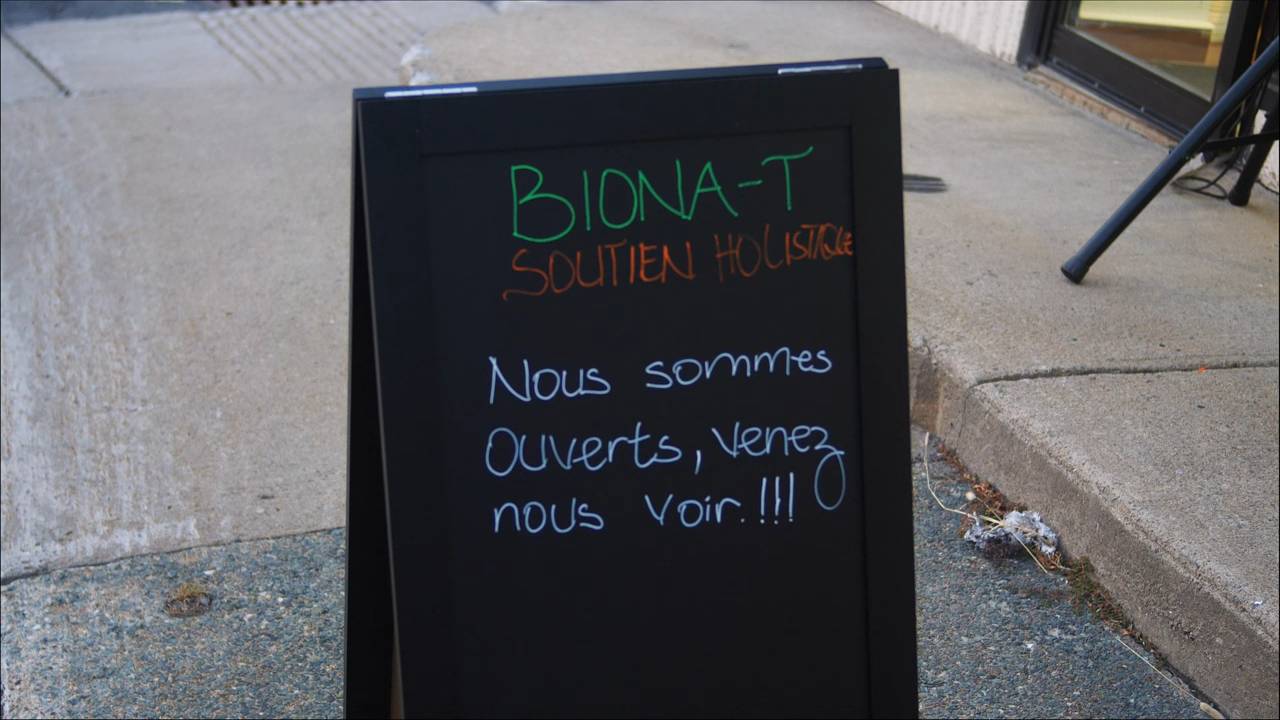 BIONA-T
SOUTIEN HOLISTIQUE
Nous sommes
ouverts, venez
nous voir.!!!